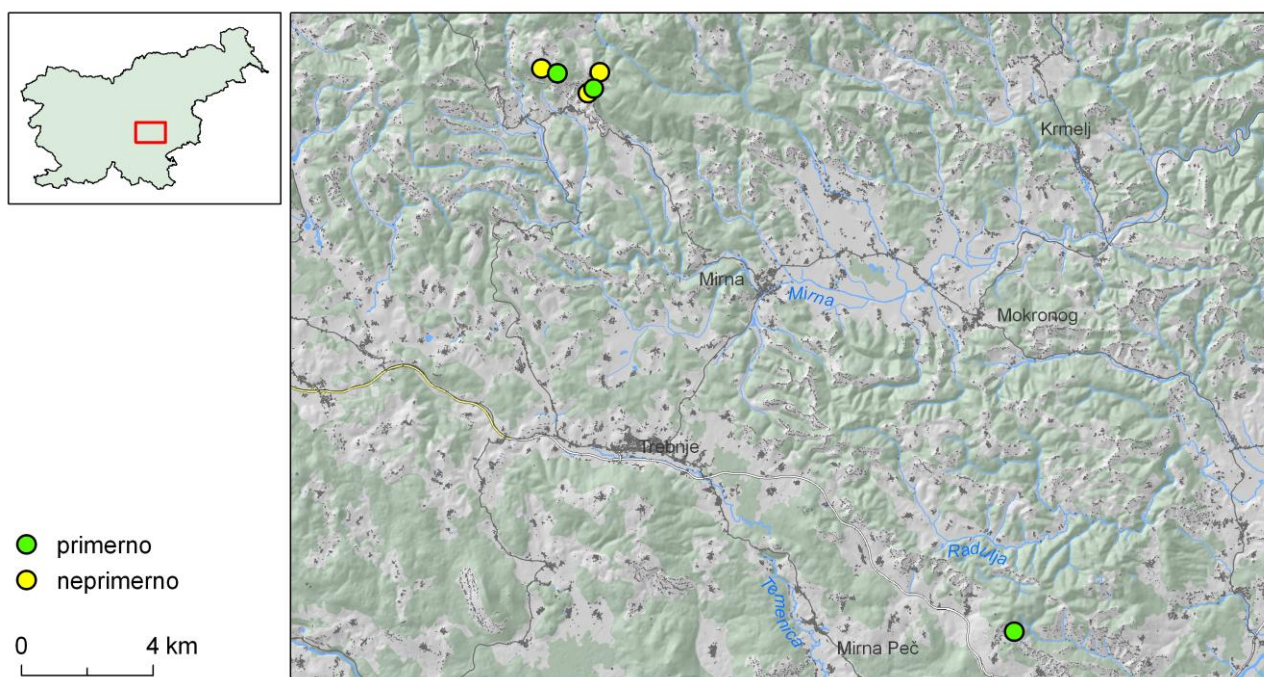 Krmelj
Mirna
Mirna
Mokronog
Trebnje
Radulja
Temenica
Mirna Peč
primerno
neprimerno
0 4 km